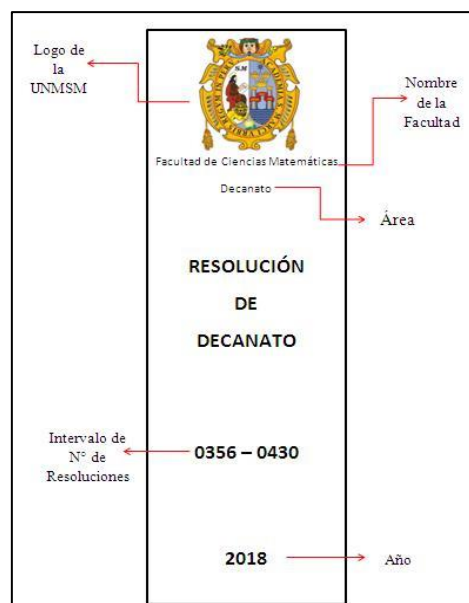 Logo de
la
UNMSM
Nombre
de la
Facultad
Facultad de Ciencias Matemáticas
Decanato
Área
RESOLUCIÓN
DE
DECANATO
Intervalo de
N° de
Resoluciones
0356 – 0430
2018
Año